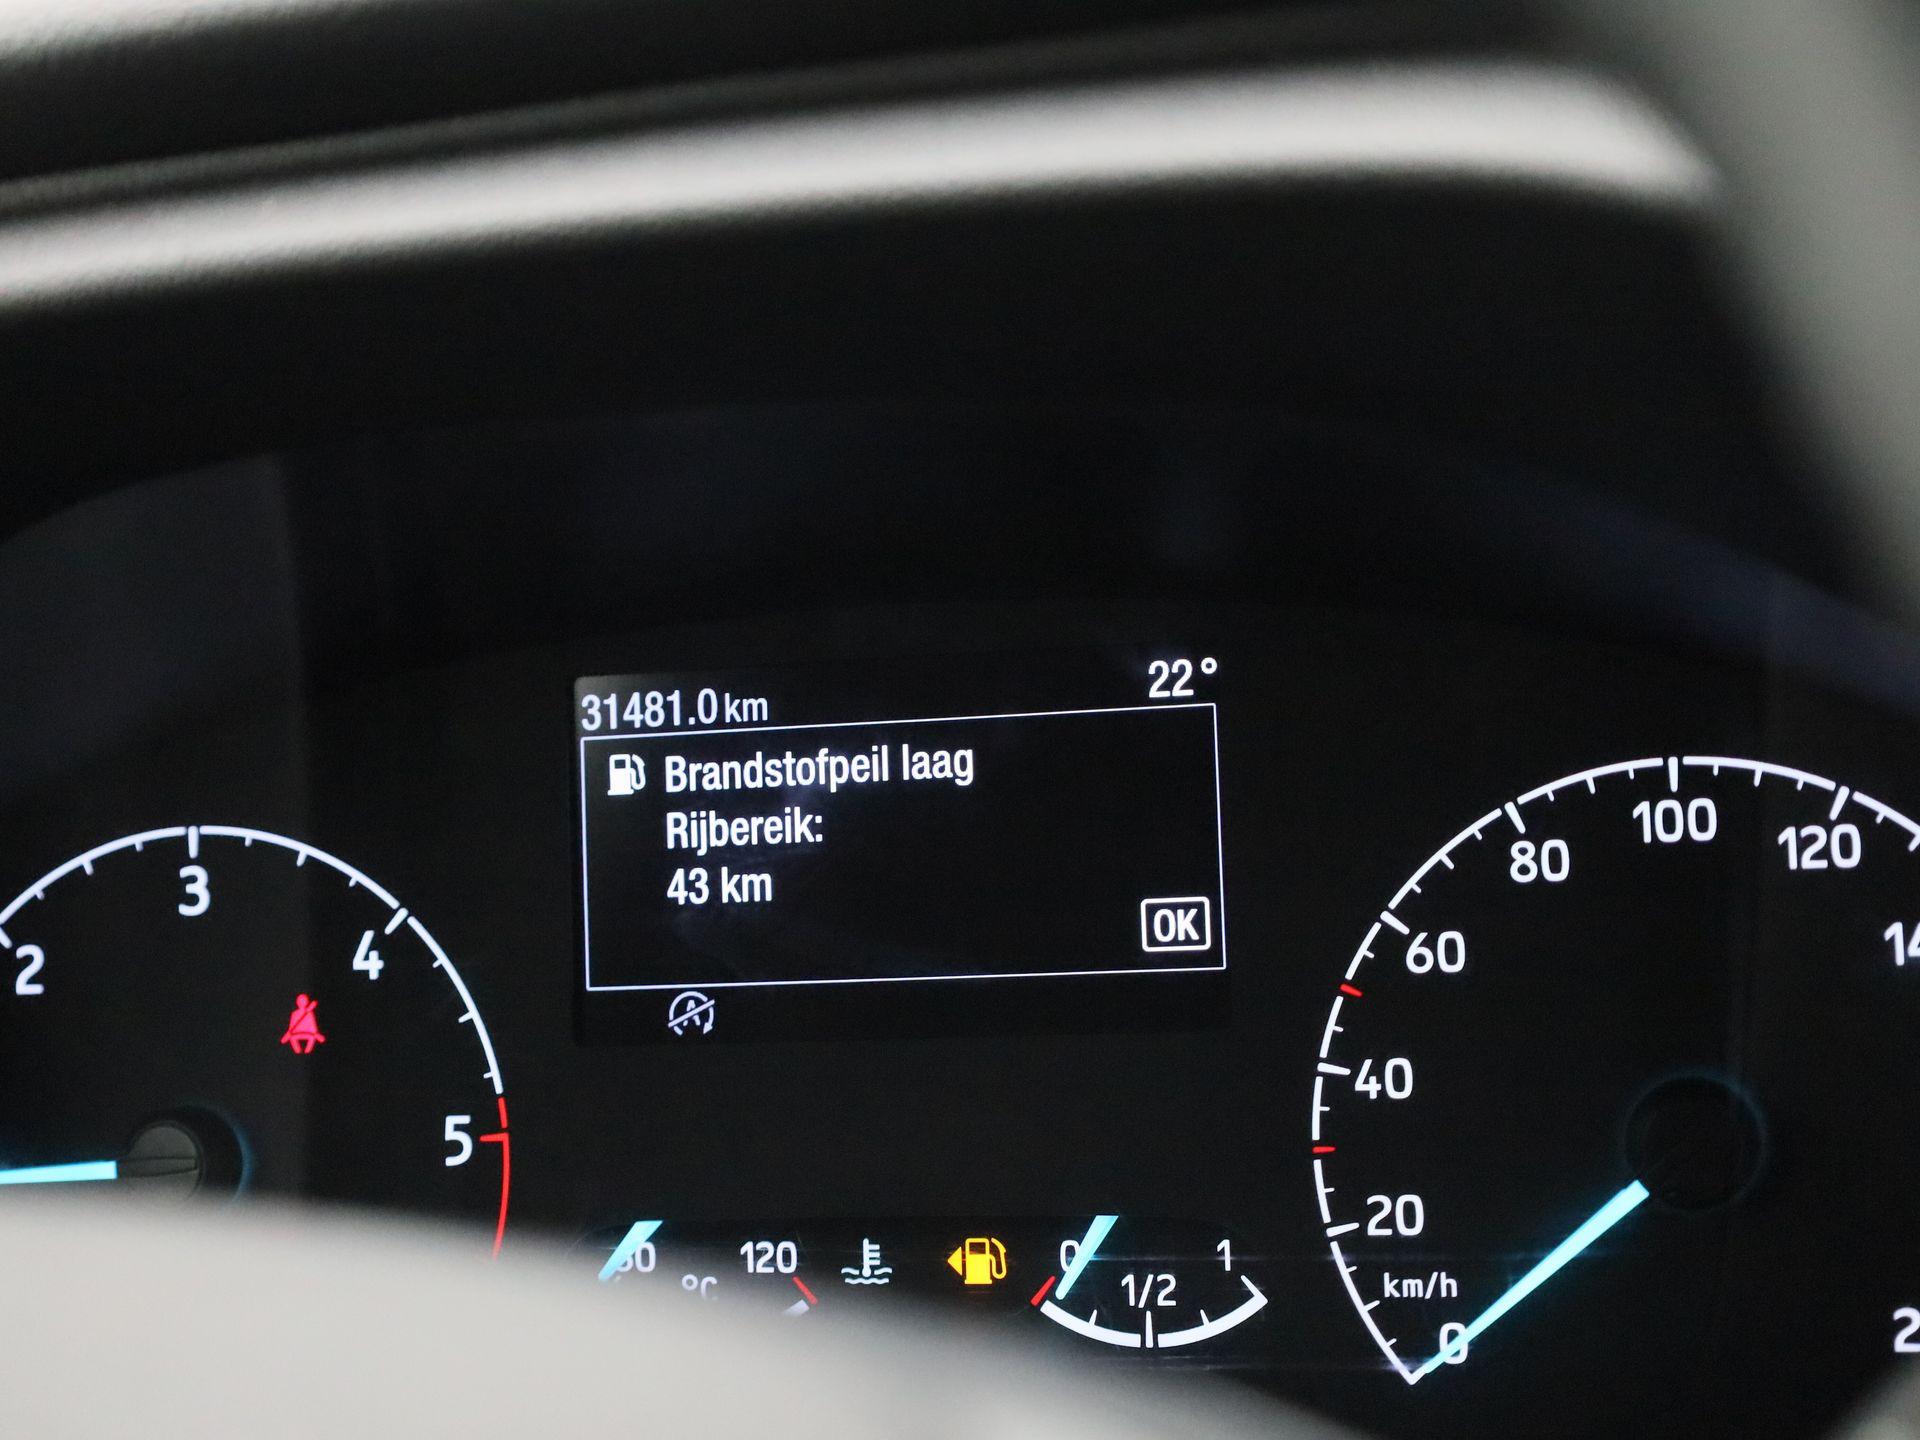 31481.0 km 22°
Brandstofpeil laag
Rijbereik:
43 km
OK
2 3 4 5
120
°C
0 1/2 1
0 20 40 60 80 100 120
km/h